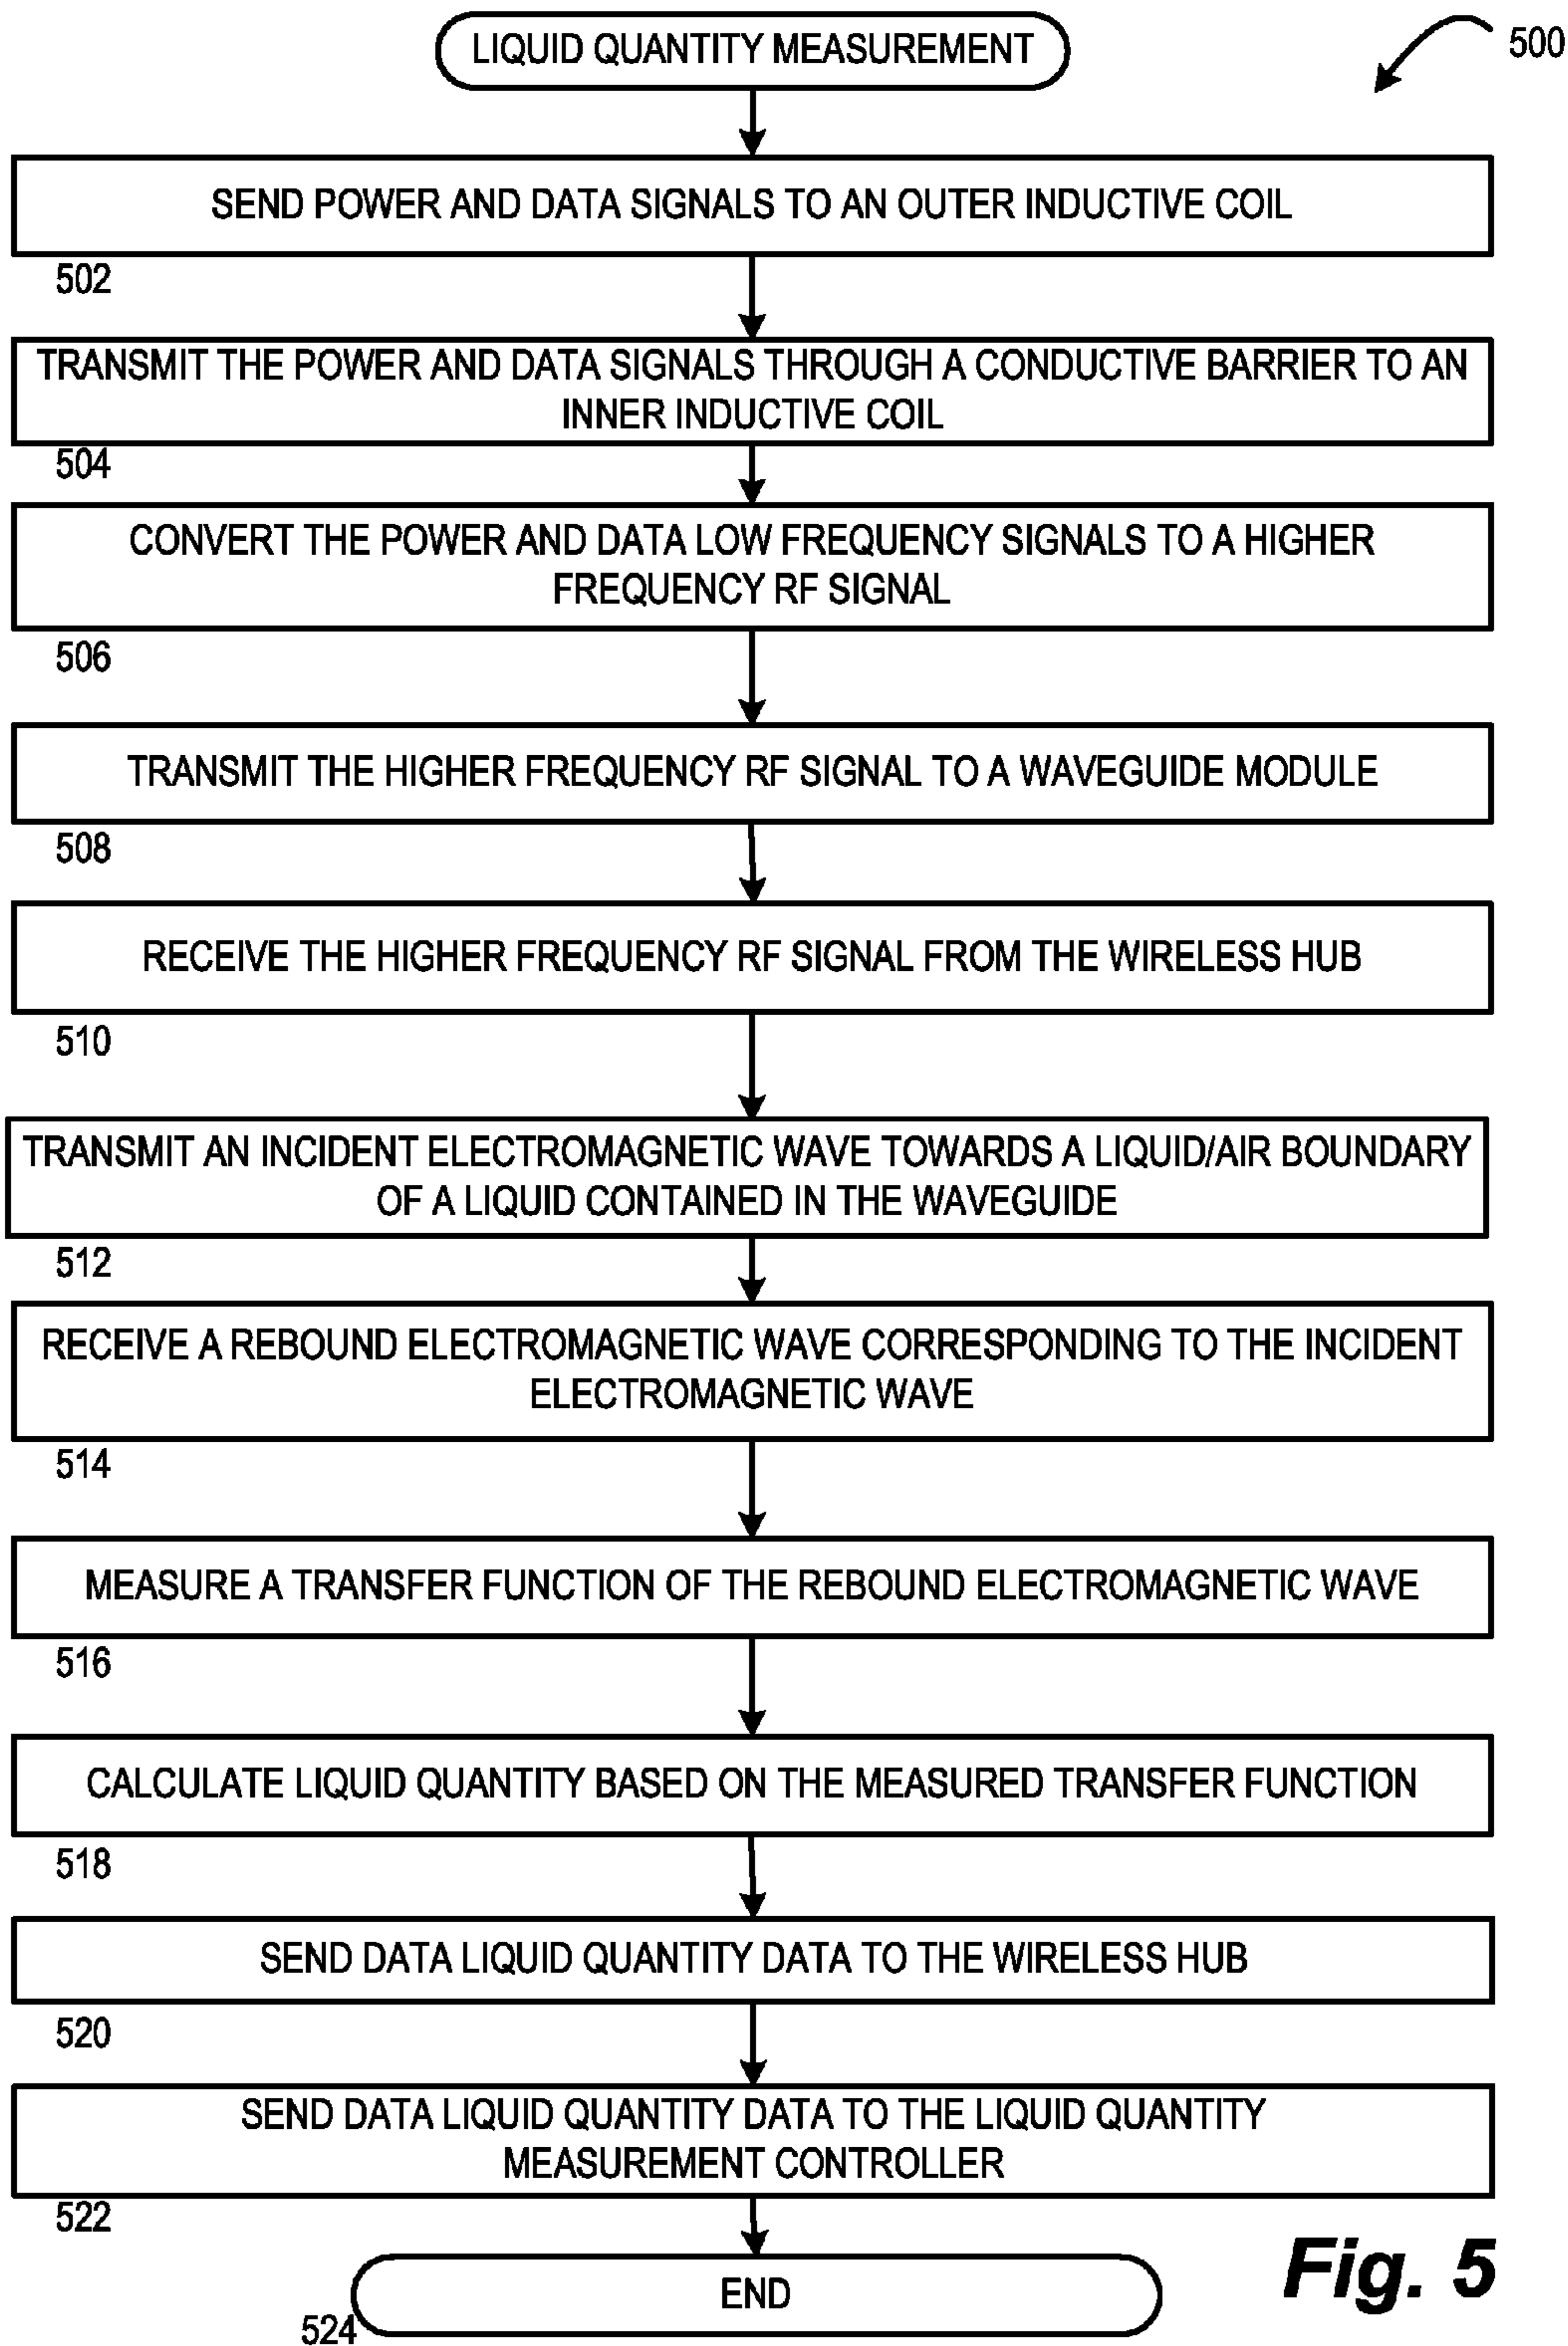 LIQUID QUANTITY MEASUREMENT
500
SEND POWER AND DATA SIGNALS TO AN OUTER INDUCTIVE COIL
502
TRANSMIT THE POWER AND DATA SIGNALS THROUGH A CONDUCTIVE BARRIER TO AN
INNER INDUCTIVE COIL
504
CONVERT THE POWER AND DATA LOW FREQUENCY SIGNALS TO A HIGHER
FREQUENCY RF SIGNAL
506
TRANSMIT THE HIGHER FREQUENCY RF SIGNAL TO A WAVEGUIDE MODULE
508
RECEIVE THE HIGHER FREQUENCY RF SIGNAL FROM THE WIRELESS HUB
510
TRANSMIT AN INCIDENT ELECTROMAGNETIC WAVE TOWARDS A LIQUID/AIR BOUNDARY
OF A LIQUID CONTAINED IN THE WAVEGUIDE
512
RECEIVE A REBOUND ELECTROMAGNETIC WAVE CORRESPONDING TO THE INCIDENT
ELECTROMAGNETIC WAVE
514
MEASURE A TRANSFER FUNCTION OF THE REBOUND ELECTROMAGNETIC WAVE
516
CALCULATE LIQUID QUANTITY BASED ON THE MEASURED TRANSFER FUNCTION
518
SEND DATA LIQUID QUANTITY DATA TO THE WIRELESS HUB
520
SEND DATA LIQUID QUANTITY DATA TO THE LIQUID QUANTITY
MEASUREMENT CONTROLLER
522
END
524
Fig. 5